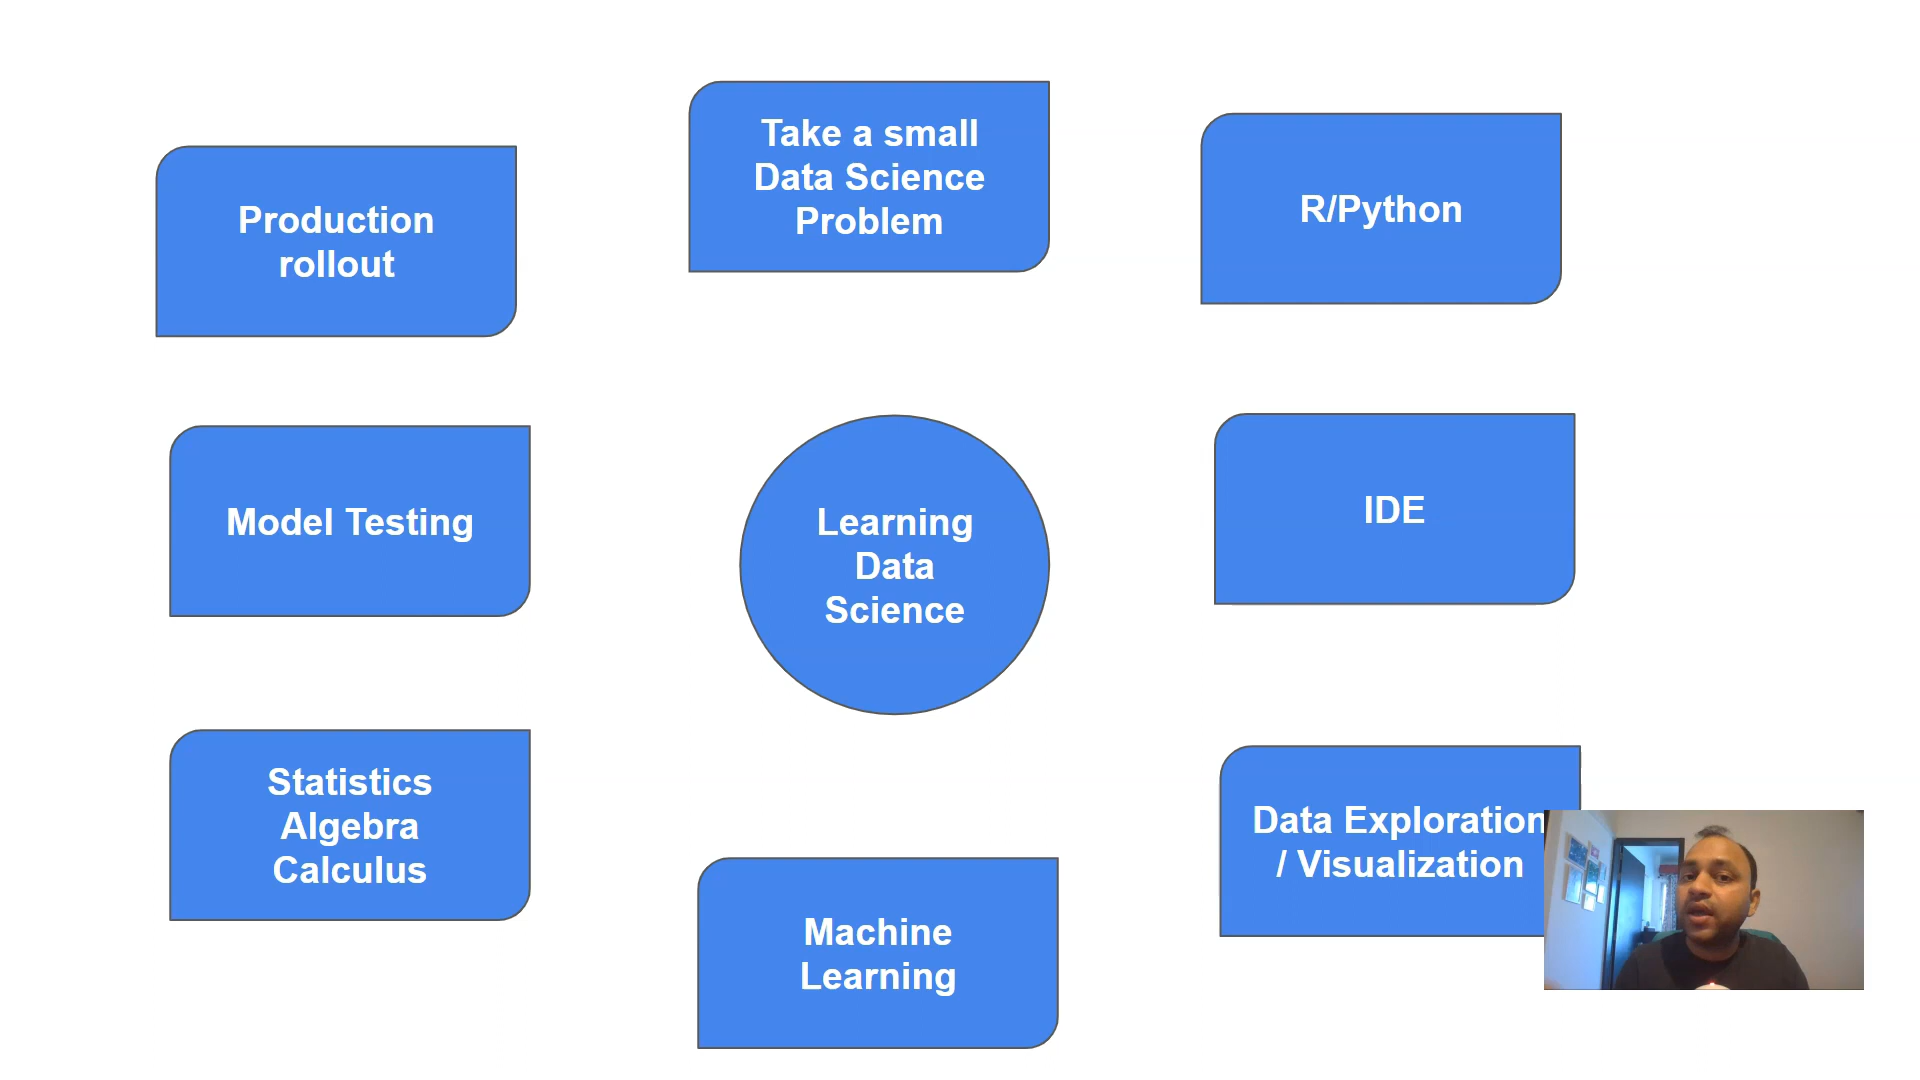 Take a small
Data Science
Problem
R/Python
Production
rollout
Model Testing
Learning
Data
Science
IDE
Statistics
Algebra
Calculus
Data Exploration
/ Visualization
Machine
Learning